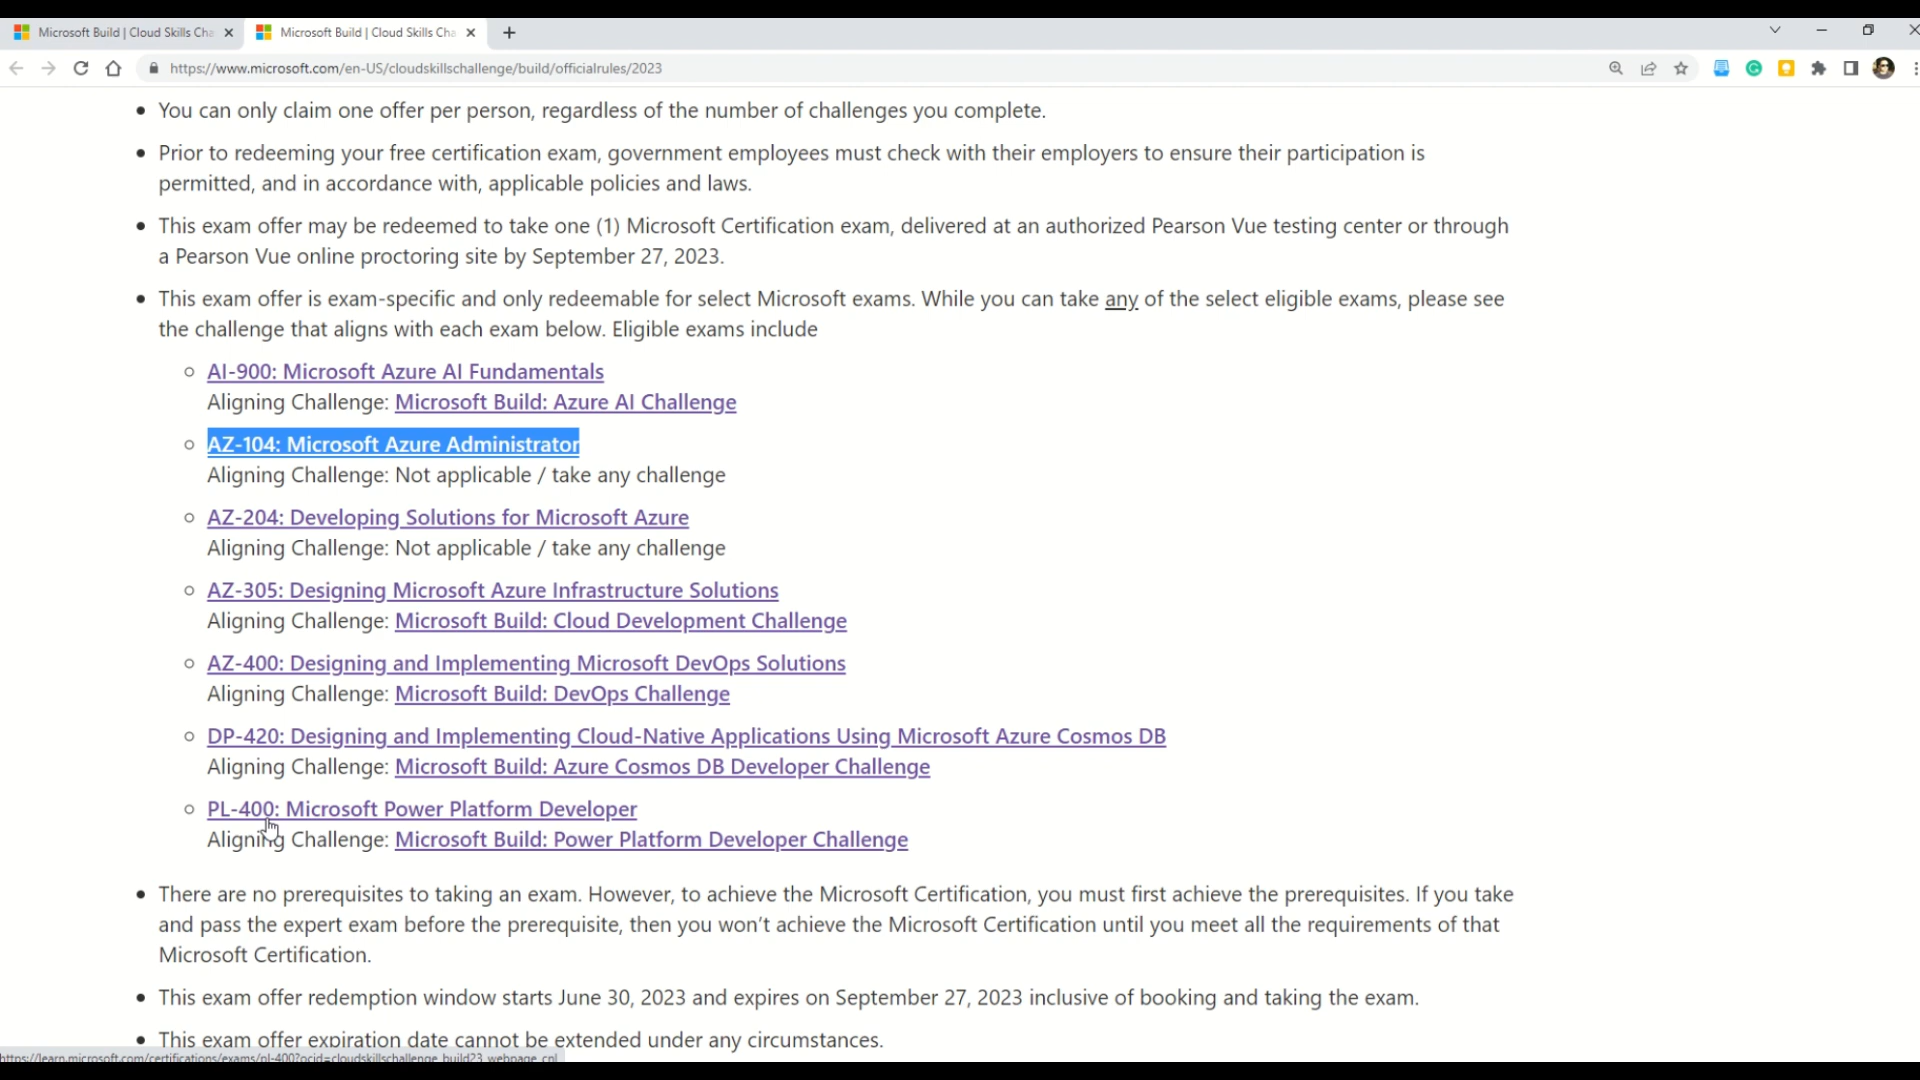 Microsoft Build | Cloud Skills Cha
Microsoft Build | Cloud Skills Cha
https://www.microsoft.com/en-US/cloudskillschallenge/build/officialrules/2023
You can only claim one offer per person, regardless of the number of challenges you complete.
Prior to redeeming your free certification exam, government employees must check with their employers to ensure their participation is
permitted, and in accordance with, applicable policies and laws.
This exam offer may be redeemed to take one (1) Microsoft Certification exam, delivered at an authorized Pearson Vue testing center or through
a Pearson Vue online proctoring site by September 27, 2023.
This exam offer is exam-specific and only redeemable for select Microsoft exams. While you can take any of the select eligible exams, please see
the challenge that aligns with each exam below. Eligible exams include
AI-900: Microsoft Azure AI Fundamentals
Aligning Challenge: Microsoft Build: Azure AI Challenge
AZ-104: Microsoft Azure Administrator
Aligning Challenge: Not applicable / take any challenge
AZ-204: Developing Solutions for Microsoft Azure
Aligning Challenge: Not applicable / take any challenge
AZ-305: Designing Microsoft Azure Infrastructure Solutions
Aligning Challenge: Microsoft Build: Cloud Development Challenge
AZ-400: Designing and Implementing Microsoft DevOps Solutions
Aligning Challenge: Microsoft Build: DevOps Challenge
DP-420: Designing and Implementing Cloud-Native Applications Using Microsoft Azure Cosmos DB
Aligning Challenge: Microsoft Build: Azure Cosmos DB Developer Challenge
PL-400: Microsoft Power Platform Developer
Aligning Challenge: Microsoft Build: Power Platform Developer Challenge
There are no prerequisites to taking an exam. However, to achieve the Microsoft Certification, you must first achieve the prerequisites. If you take
and pass the expert exam before the prerequisite, then you won't achieve the Microsoft Certification until you meet all the requirements of that
Microsoft Certification.
This exam offer redemption window starts June 30, 2023 and expires on September 27, 2023 inclusive of booking and taking the exam.
This exam offer expiration date cannot be extended under any circumstances.
https://learn.microsoft.com/certifications/exams/pl-400?ocid=cloudskillschallenge_build23_webpage_cnl